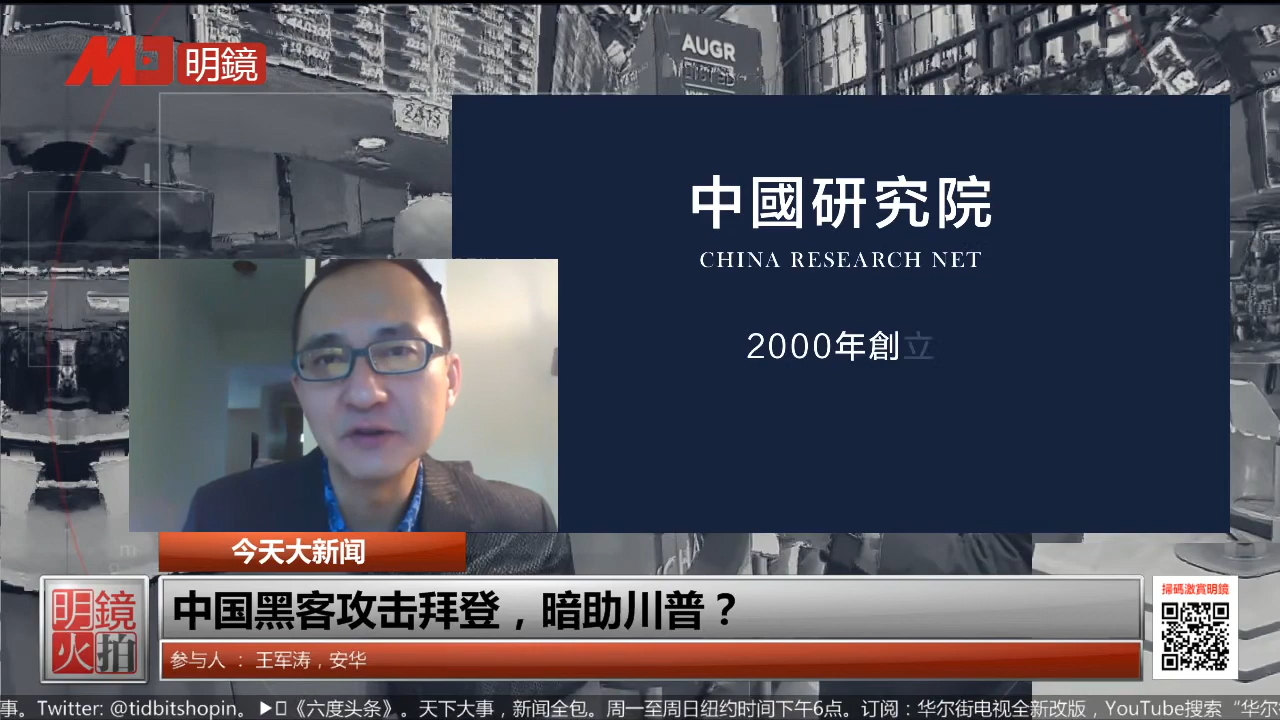 明鏡
AUGR
中國研究院
CHINA RESEARCH NET
2000年創立
今天大新闻
明鏡
火拍
中国黑客攻击拜登，暗助川普？
参与人 ： 王军涛，安华
掃碼激賞明鏡
事。Twitter: @tidbitshopin。 ▶《六度头条》。天下大事，新闻全包。周一至周日纽约时间下午6点。订阅：华尔街电视全新改版，YouTube搜索 “华尔